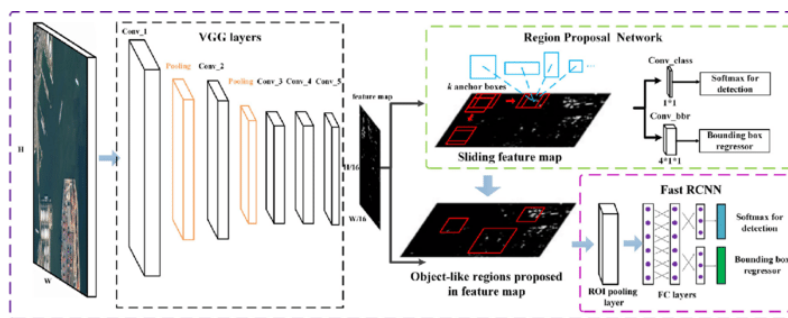 VGG layers
Conv_1
Pooling
Conv_2
Pooling
Conv_3
Conv_4
Conv_5
H
W
feature map
H/16
W/16
Region Proposal Network
k anchor boxes
...
Sliding feature map
Conv_class
1*1
Softmax for
detection
Conv_bbr
4*1*1
Bounding box
regressor
Object-like regions proposed
in feature map
Fast RCNN
ROI pooling
layer
FC layers
Softmax for
detection
Bounding box
regressor